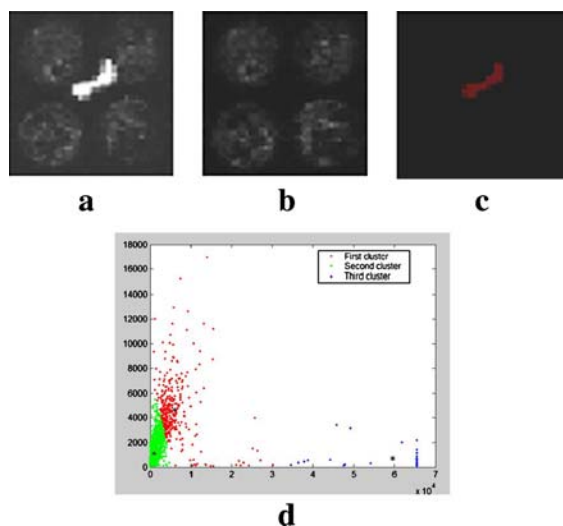 a b c
18000
16000
14000
12000
10000
8000
6000
4000
2000
0
First cluster
Second cluster
Third cluster
0 1 2 3 4 5 6 7
x 10^4
d